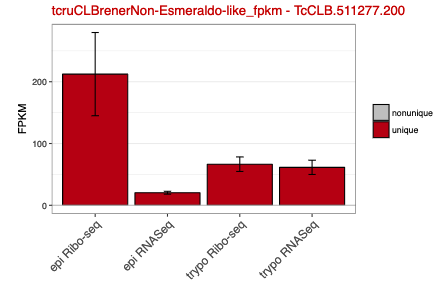 tcruCLBrenerNon-Esmeraldo-like_fpkm - TcCLB.511277.200
FPKM
200
100
0
epi Ribo-seq
epi RNASeq
trypo Ribo-seq
trypo RNASeq
nonunique
unique